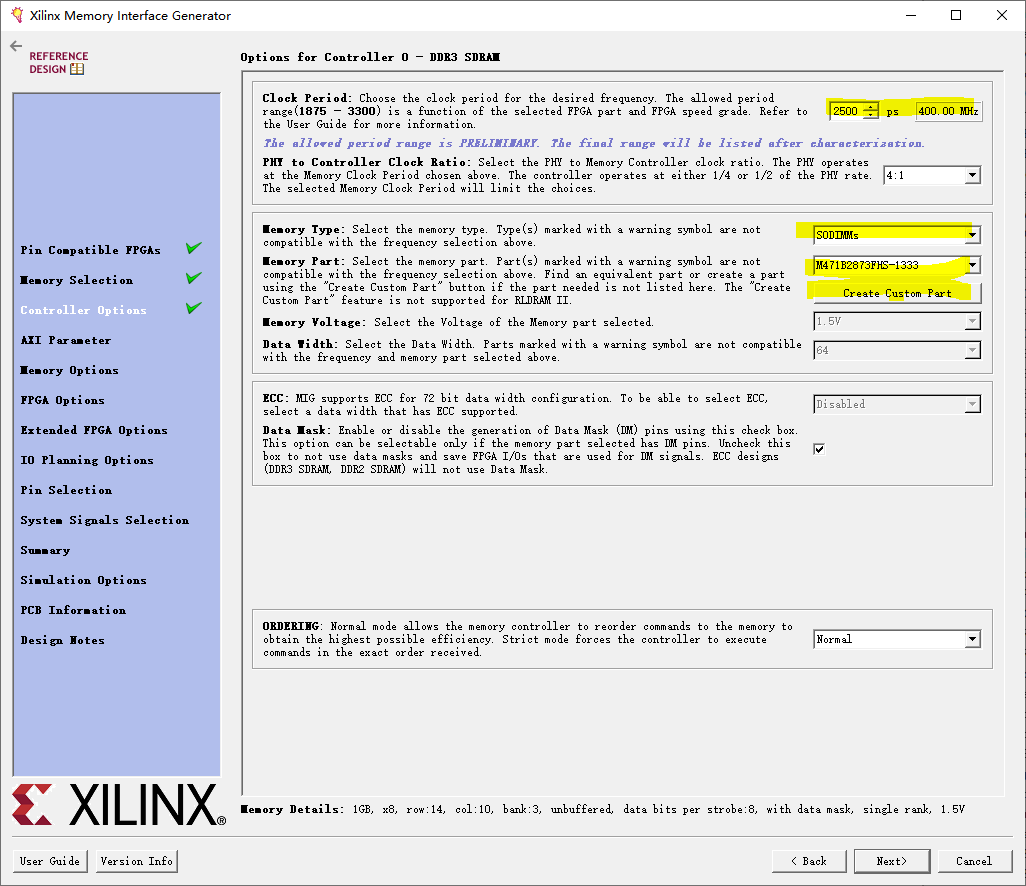 Xilinx Memory Interface Generator
REFERENCE
DESIGN
Options for Controller 0 - DDR3 SDRAM
Clock Period: Choose the clock period for the desired frequency. The allowed period
range(1875 - 3300) is a function of the selected FPGA part and FPGA speed grade. Refer to
the User Guide for more information.
2500 ps 400.00 MHz
The allowed period range is PRELIMINARY. The final range will be listed after characterization.
PHY to Controller Clock Ratio: Select the PHY to Memory Controller clock ratio. The PHY operates
at the Memory Clock Period chosen above. The controller operates at either 1/4 or 1/2 of the PHY rate.
The selected Memory Clock Period will limit the choices.
4:1
Memory Type: Select the memory type. Type(s) marked with a warning symbol are not
compatible with the frequency selection above.
SODIMMs
Memory Part: Select the memory part. Part(s) marked with a warning symbol are not
compatible with the frequency selection above. Find an equivalent part or create a part
using the "Create Custom Part" button if the part needed is not listed here. The "Create
Custom Part" feature is not supported for RLDRAM II.
M471B2873FHS-1333
Create Custom Part
Memory Voltage: Select the Voltage of the Memory part selected.
1.5V
Data Width: Select the Data Width. Parts marked with a warning symbol are not compatible
with the frequency and memory part selected above.
64
ECC: MIG supports ECC for 72 bit data width configuration. To be able to select ECC,
select a data width that has ECC supported.
Disabled
Data Mask: Enable or disable the generation of Data Mask (DM) pins using this check box.
This option can be selectable only if the memory part selected has DM pins. Uncheck this
box to not use data masks and save FPGA I/Os that are used for DM signals. ECC designs
(DDR3 SDRAM, DDR2 SDRAM) will not use Data Mask.
ORDERING: Normal mode allows the memory controller to reorder commands to the memory to
obtain the highest possible efficiency. Strict mode forces the controller to execute
commands in the exact order received.
Normal
Pin Compatible FPGAs
Memory Selection
Controller Options
AXI Parameter
Memory Options
FPGA Options
Extended FPGA Options
IO Planning Options
Pin Selection
System Signals Selection
Summary
Simulation Options
PCB Information
Design Notes
XILINX®
Memory Details: 1GB, x8, row:14, col:10, bank:3, unbuffered, data bits per strobe:8, with data mask, single rank, 1.5V
User Guide
Version Info
< Back
Next>
Cancel